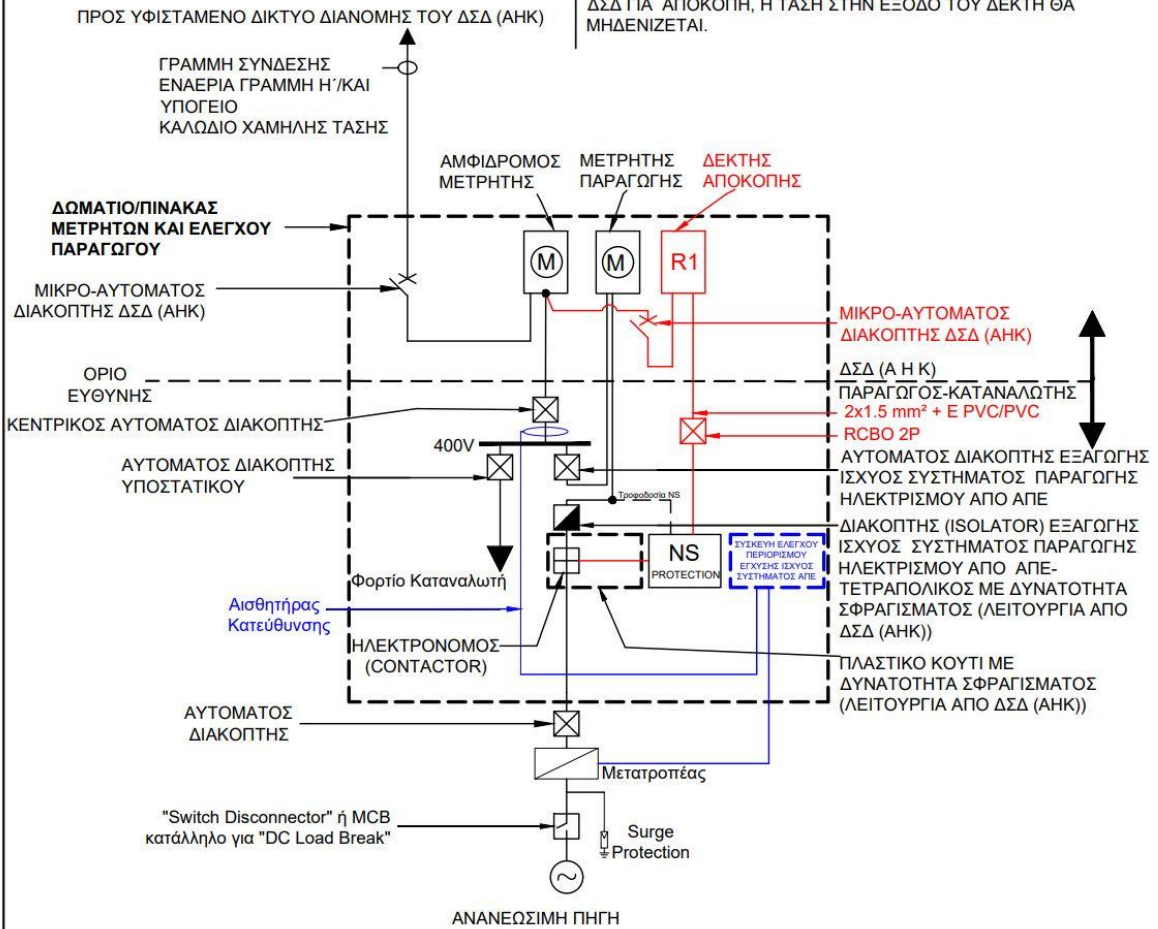 ΠΡΟΣ ΥΦΙΣΤΑΜΕΝΟ ΔΙΚΤΥΟ ΔΙΑΝΟΜΗΣ ΤΟΥ ΔΣΔ (ΑΗΚ)
ΔΣΔ ΓΙΑ ΑΠΟΚΟΠΗ, Η ΤΑΣΗ ΣΤΗΝ ΕΞΟΔΟ ΤΟΥ ΔΕΚΤΗ ΘΑ
ΜΗΔΕΝΙΖΕΤΑΙ.
ΓΡΑΜΜΗ ΣΥΝΔΕΣΗΣ
ΕΝΑΕΡΙΑ ΓΡΑΜΜΗ Η΄/ΚΑΙ
ΥΠΟΓΕΙΟ
ΚΑΛΩΔΙΟ ΧΑΜΗΛΗΣ ΤΑΣΗΣ
ΑΜΦΙΔΡΟΜΟΣ
ΜΕΤΡΗΤΗΣ
ΜΕΤΡΗΤΗΣ
ΠΑΡΑΓΩΓΗΣ
ΔΕΚΤΗΣ
ΑΠΟΚΟΠΗΣ
ΔΩΜΑΤΙΟ/ΠΙΝΑΚΑΣ
ΜΕΤΡΗΤΩΝ ΚΑΙ ΕΛΕΓΧΟΥ
ΠΑΡΑΓΩΓΟΥ
M
M
R1
ΜΙΚΡΟ-ΑΥΤΟΜΑΤΟΣ
ΔΙΑΚΟΠΤΗΣ ΔΣΔ (ΑΗΚ)
ΜΙΚΡΟ-ΑΥΤΟΜΑΤΟΣ
ΔΙΑΚΟΠΤΗΣ ΔΣΔ (ΑΗΚ)
ΟΡΙΟ
ΕΥΘΥΝΗΣ
ΔΣΔ (Α Η Κ)
ΠΑΡΑΓΩΓΟΣ-ΚΑΤΑΝΑΛΩΤΗΣ
2x1.5 mm² + E PVC/PVC
RCBO 2P
ΚΕΝΤΡΙΚΟΣ ΑΥΤΟΜΑΤΟΣ ΔΙΑΚΟΠΤΗΣ
400V
ΑΥΤΟΜΑΤΟΣ ΔΙΑΚΟΠΤΗΣ
ΥΠΟΣΤΑΤΙΚΟΥ
ΑΥΤΟΜΑΤΟΣ ΔΙΑΚΟΠΤΗΣ ΕΞΑΓΩΓΗΣ
ΙΣΧΥΟΣ ΣΥΣΤΗΜΑΤΟΣ ΠΑΡΑΓΩΓΗΣ
ΗΛΕΚΤΡΙΣΜΟΥ ΑΠΟ ΑΠΕ
Τροφοδοσία NS
ΔΙΑΚΟΠΤΗΣ (ISOLATOR) ΕΞΑΓΩΓΗΣ
ΙΣΧΥΟΣ ΣΥΣΤΗΜΑΤΟΣ ΠΑΡΑΓΩΓΗΣ
ΗΛΕΚΤΡΙΣΜΟΥ ΑΠΟ ΑΠΕ-
ΤΕΤΡΑΠΟΛΙΚΟΣ ΜΕ ΔΥΝΑΤΟΤΗΤΑ
ΣΦΡΑΓΙΣΜΑΤΟΣ (ΛΕΙΤΟΥΡΓΙΑ ΑΠΟ
ΔΣΔ (ΑΗΚ))
NS
PROTECTION
ΣΥΣΚΕΥΗ ΕΛΕΓΧΟΥ
ΠΕΡΙΟΡΙΣΜΟΥ
ΕΓΧΥΣΗΣ ΙΣΧΥΟΣ
ΣΥΣΤΗΜΑΤΟΣ ΑΠΕ
Φορτίο Καταναλωτή
Αισθητήρας
Κατεύθυνσης
ΗΛΕΚΤΡΟΝΟΜΟΣ
(CONTACTOR)
ΠΛΑΣΤΙΚΟ ΚΟΥΤΙ ΜΕ
ΔΥΝΑΤΟΤΗΤΑ ΣΦΡΑΓΙΣΜΑΤΟΣ
(ΛΕΙΤΟΥΡΓΙΑ ΑΠΟ ΔΣΔ (ΑΗΚ))
ΑΥΤΟΜΑΤΟΣ
ΔΙΑΚΟΠΤΗΣ
Μετατροπέας
"Switch Disconnector" ή MCB
κατάλληλο για "DC Load Break"
Surge
Protection
ΑΝΑΝΕΩΣΙΜΗ ΠΗΓΗ